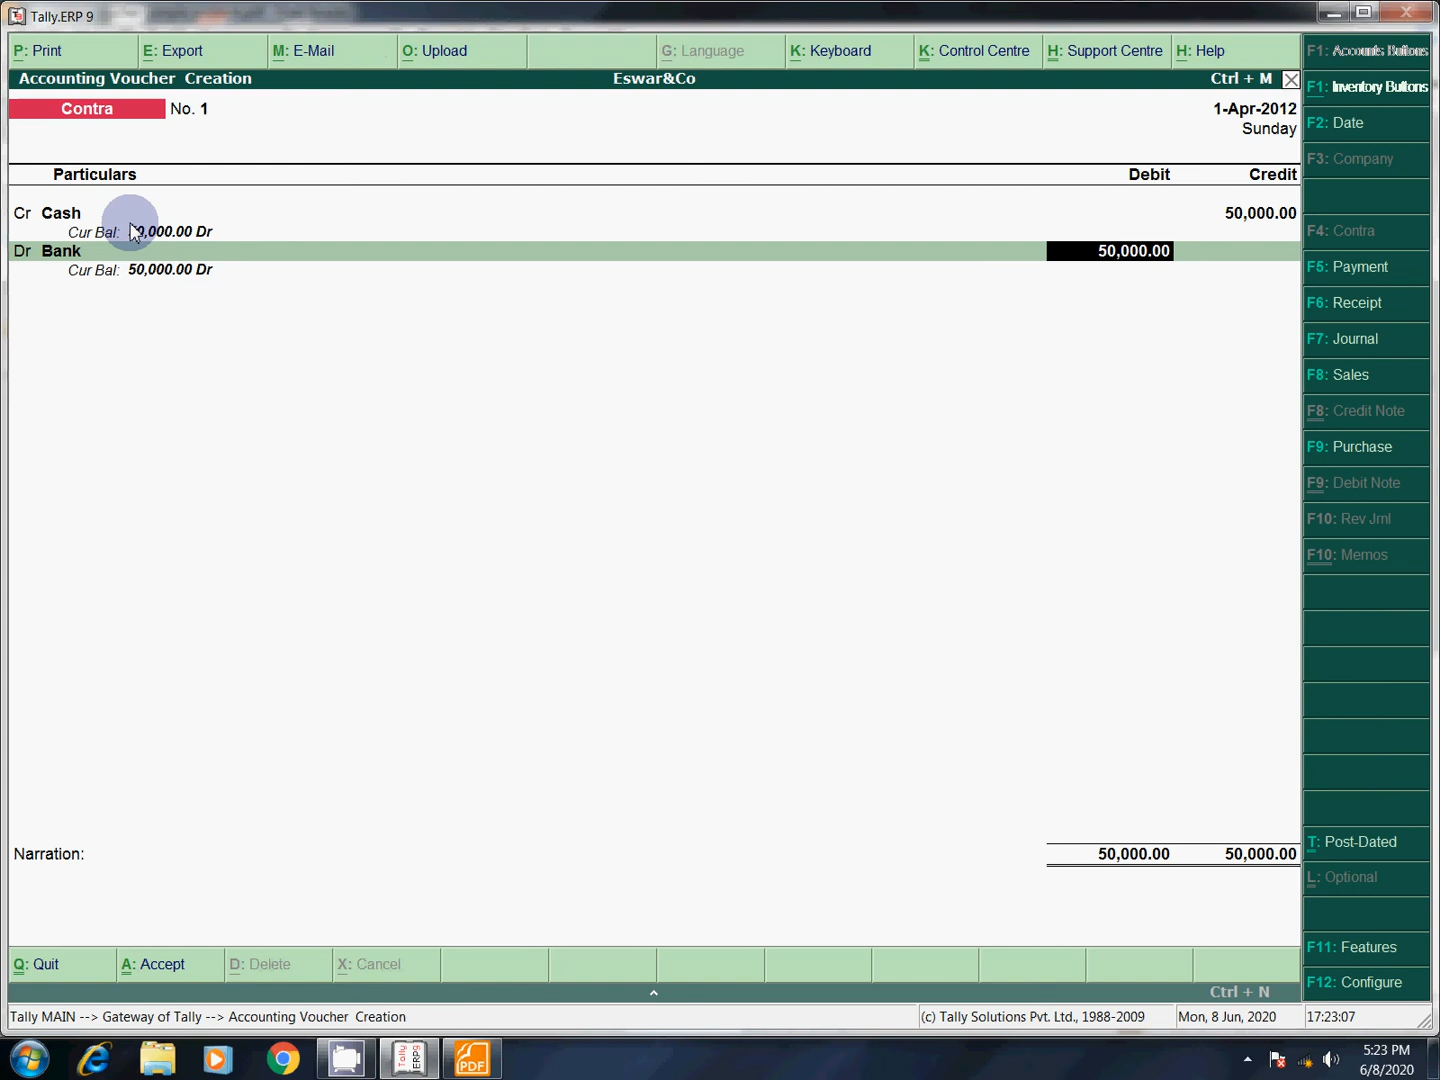 Tally.ERP 9
P: Print E: Export M: E-Mail O: Upload G: Language K: Keyboard K: Control Centre H: Support Centre H: Help
Accounting Voucher Creation Eswar&Co Ctrl + M
Contra No. 1 1-Apr-2012
Sunday
Particulars Debit Credit
Cr Cash 50,000.00
Cur Bal: Dr
Dr Bank 50,000.00
Cur Bal: 50,000.00 Dr
Narration: 50,000.00 50,000.00
F1: Accounts Buttons
F1: Inventory Buttons
F2: Date
F3: Company
F4: Contra
F5: Payment
F6: Receipt
F7: Journal
F8: Sales
F8: Credit Note
F9: Purchase
F9: Debit Note
F10: Rev Jrnl
F10: Memos
T: Post-Dated
L: Optional
F11: Features
F12: Configure
Q: Quit A: Accept D: Delete X: Cancel
Ctrl + N
Tally MAIN --> Gateway of Tally --> Accounting Voucher Creation (c) Tally Solutions Pvt. Ltd., 1988-2009 Mon, 8 Jun, 2020 17:23:07
Tally ERP9
PDF
5:23 PM
6/8/2020